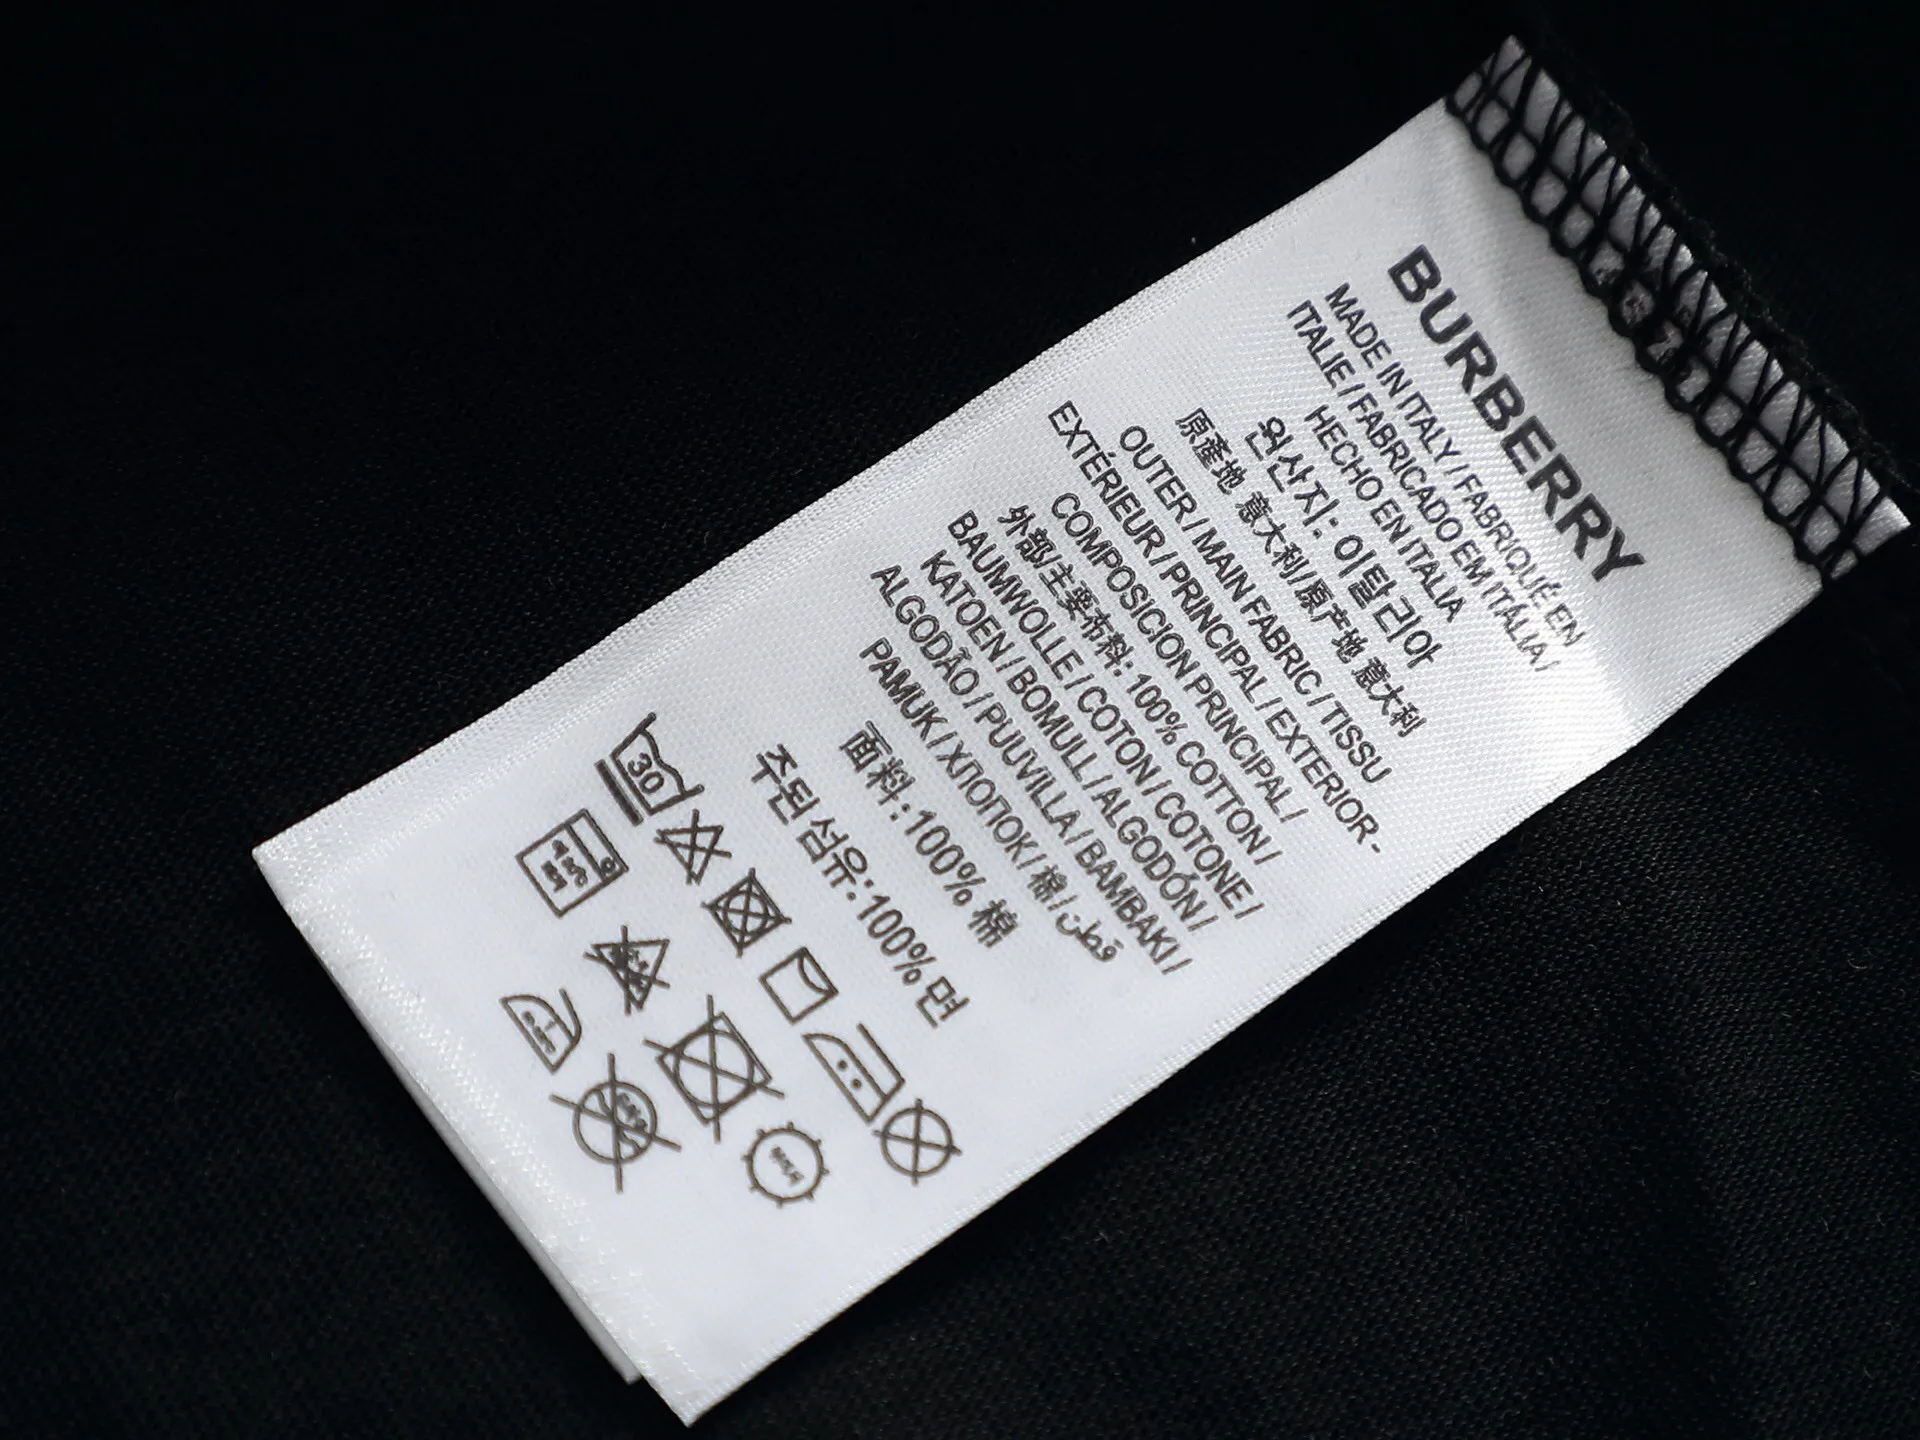 BURBERRY
MADE IN ITALY / FABRIQUÉ EN
ITALIE / FABRICADO EM ITÁLIA /
HECHO EN ITALIA
원산지: 이탈리아
原產地 意大利/原产地 意大利
OUTER / MAIN FABRIC / TISSU
EXTÉRIEUR / PRINCIPAL / EXTERIOR-
COMPOSICION PRINCIPAL /
外部/主要布料: 100% COTTON /
BAUMWOLLE / COTON / COTONE /
KATOEN / BOMULL / ALGODÓN /
ALGODÃO / PUUVILLA / BAMBAKI /
PAMUK / ХЛОПОК / 棉 / قطن
面料:100% 棉
주된섬유:100% 면
30